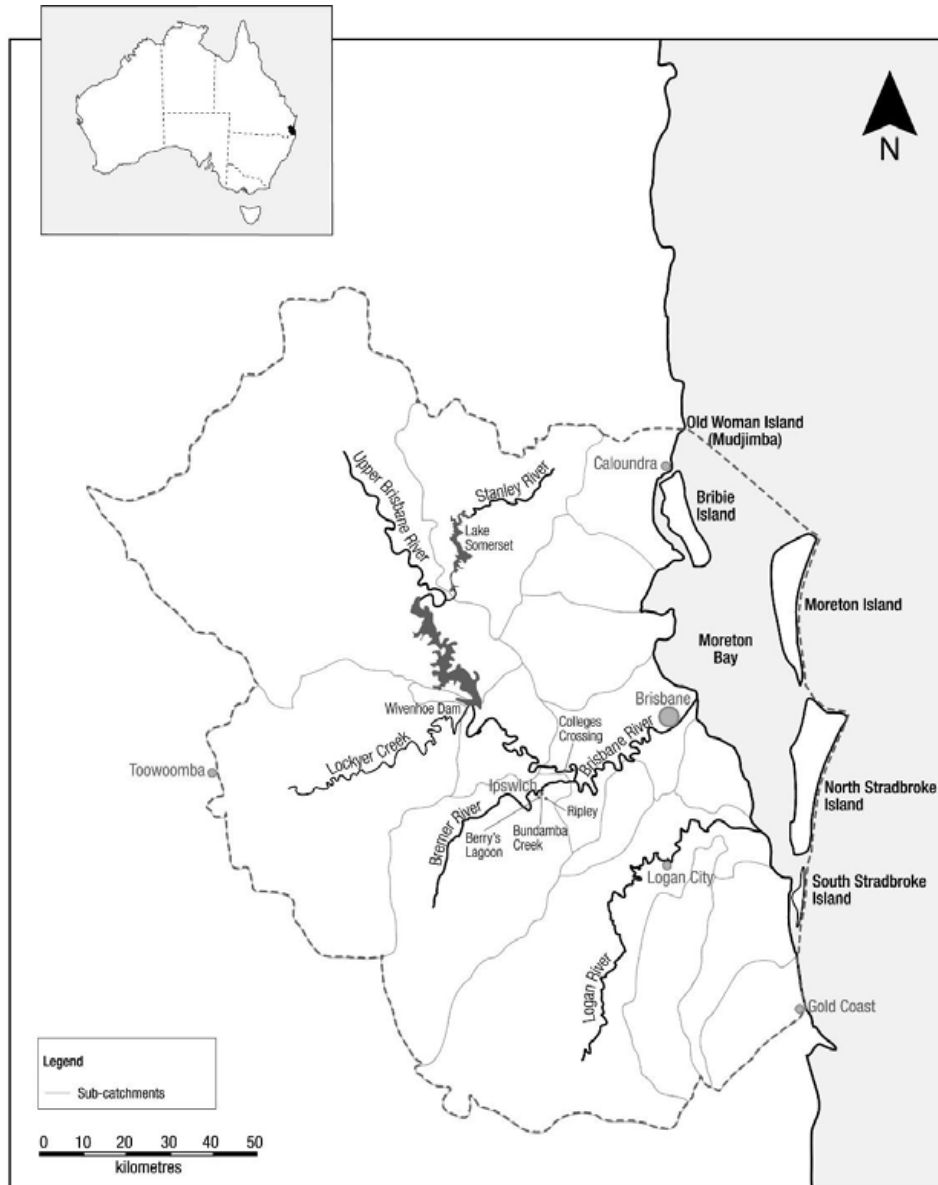 N
Old Woman Island
(Mudjimba)
Caloundra
Bribie
Island
Upper Brisbane River
Stanley River
Lake
Somerset
Moreton Island
Moreton
Bay
Brisbane
Wivenhoe Dam
Colleges
Crossing
Lockyer Creek
Brisbane River
Toowoomba
Ipswich
North Stradbroke
Island
Ripley
Bremer River
Berry's
Lagoon
Bundamba
Creek
Logan City
South Stradbroke
Island
Logan River
Gold Coast
Legend
Sub-catchments
0 10 20 30 40 50
kilometres